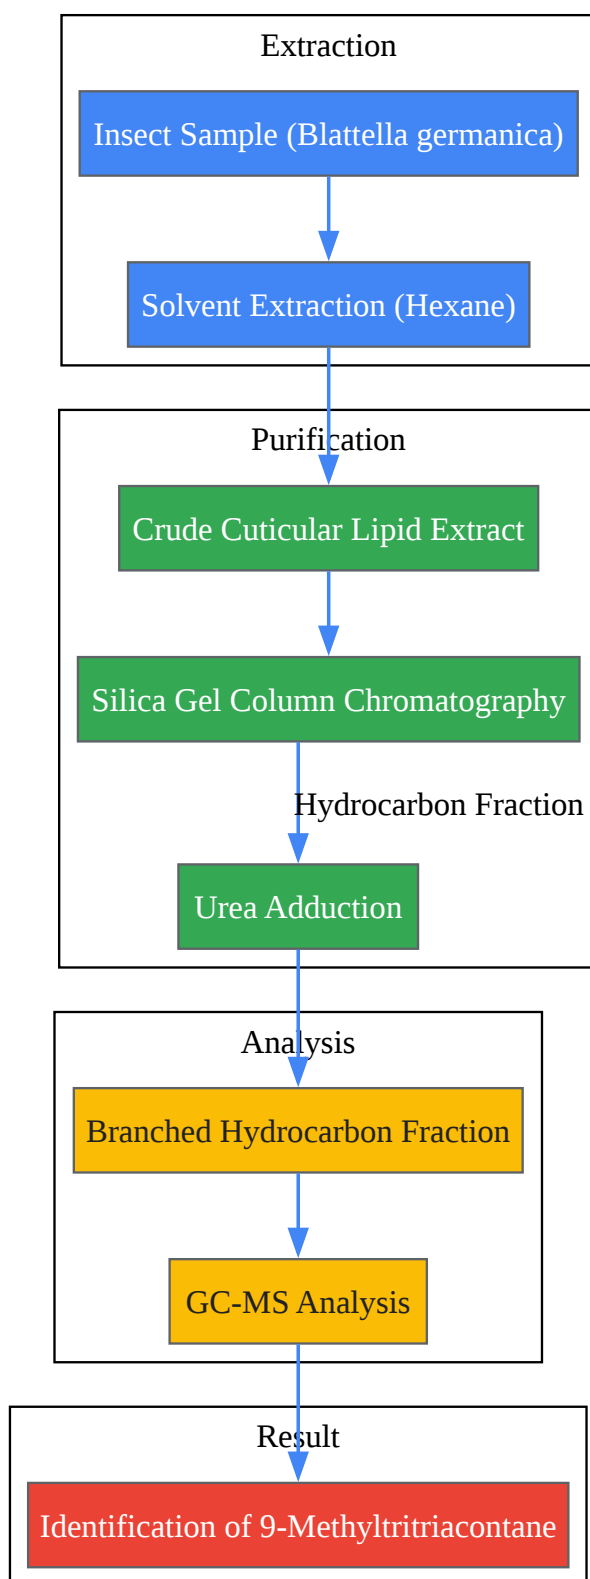 Extraction
Insect Sample (Blattella germanica)
Solvent Extraction (Hexane)
Purification
Crude Cuticular Lipid Extract
Silica Gel Column Chromatography
Hydrocarbon Fraction
Urea Adduction
Analysis
Branched Hydrocarbon Fraction
GC-MS Analysis
Result
Identification of 9-Methyltritriacontane